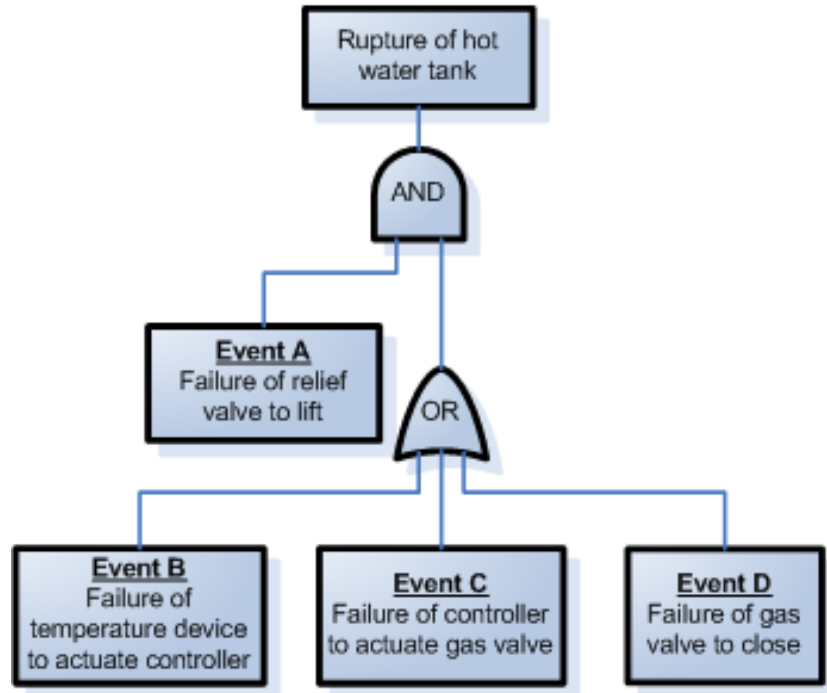 Rupture of hot
water tank
AND
Event A
Failure of relief
valve to lift
OR
Event B
Failure of
temperature device
to actuate controller
Event C
Failure of controller
to actuate gas valve
Event D
Failure of gas
valve to close